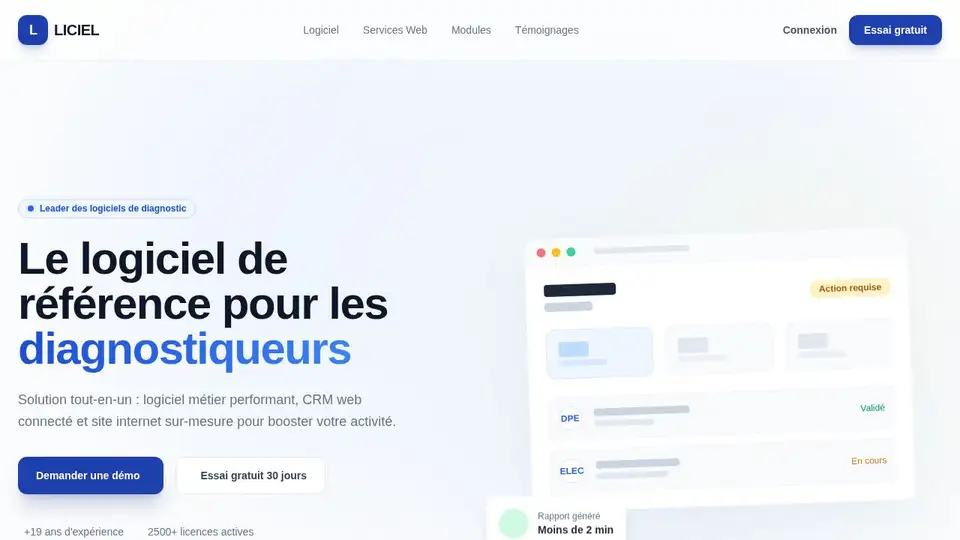 L LICEL
Logiciel
Services Web
Modules
Témoignages
Connexion
Essai gratuit
Leader des logiciels de diagnostic
Le logiciel de
référence pour les
diagnostiqueurs
Solution tout-en-un : logiciel métier performant, CRM web
connecté et site internet sur-mesure pour booster votre activité.
Demander une démo
Essai gratuit 30 jours
+19 ans d'expérience
2500+ licences actives
Action requise
DPE
Validé
ELEC
En cours
Rapport généré
Moins de 2 min